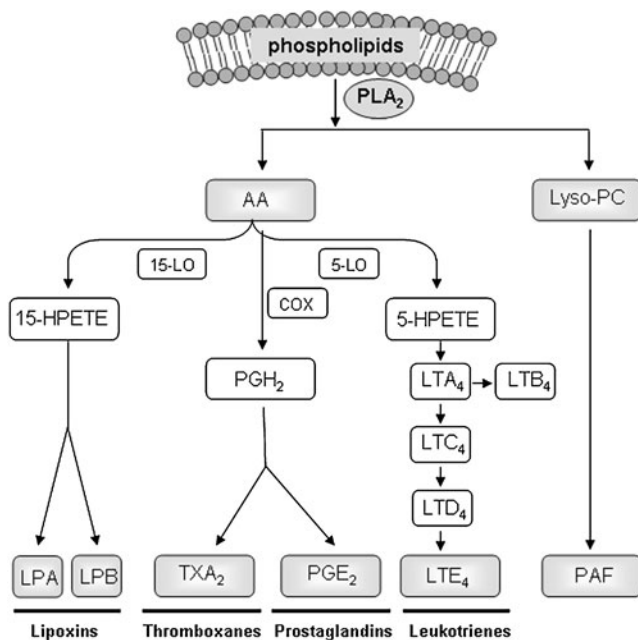 phospholipids
PLA₂
AA
Lyso-PC
15-LO
5-LO
COX
15-HPETE
5-HPETE
PGH₂
LTA₄
LTB₄
LTC₄
LTD₄
LPA
LPB
TXA₂
PGE₂
LTE₄
PAF
Lipoxins
Thromboxanes
Prostaglandins
Leukotrienes